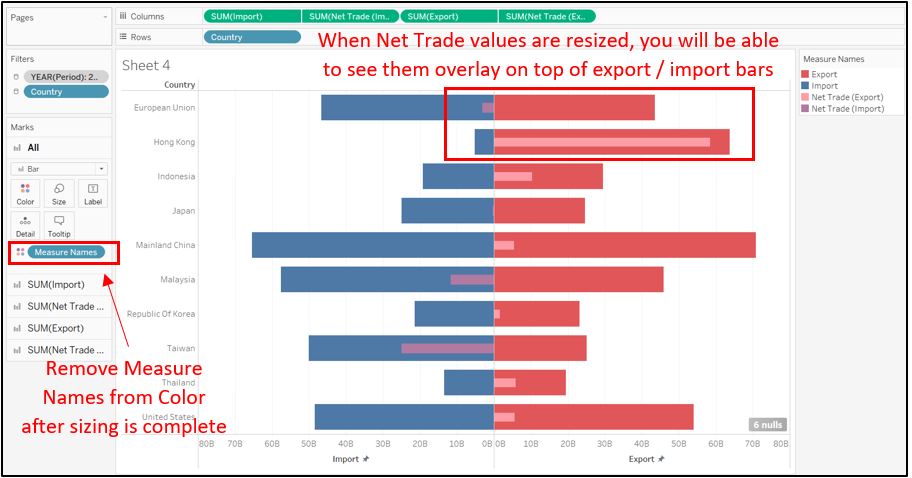 Pages
Columns
SUM(Import)
SUM(Net Trade (Im..
SUM(Export)
SUM(Net Trade (Ex..
Rows
Country
When Net Trade values are resized, you will be able
to see them overlay on top of export / import bars
Filters
YEAR(Period): 2..
Country
Marks
All
Bar
Color
Size
Label
Detail
Tooltip
Measure Names
SUM(Import)
SUM(Net Trade ...
SUM(Export)
SUM(Net Trade ...
Remove Measure
Names from Color
after sizing is complete
Sheet 4
Country
European Union
Hong Kong
Indonesia
Japan
Mainland China
Malaysia
Republic Of Korea
Taiwan
Thailand
United States
6 nulls
80B 70B 60B 50B 40B 30B 20B 10B 0B 0B 10B 20B 30B 40B 50B 60B 70B 80B
Import
Export
Measure Names
Export
Import
Net Trade (Export)
Net Trade (Import)